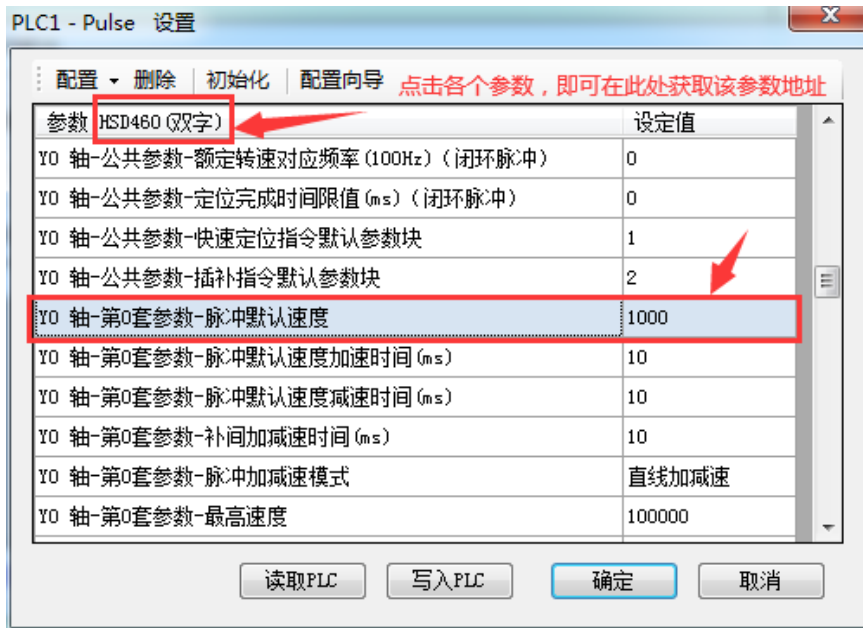 PLC1 - Pulse 设置
配置 删除 初始化 配置向导 点击各个参数，即可在此处获取该参数地址
参数 HSD460(双字) 设定值
Y0 轴-公共参数-额定转速对应频率(100Hz)(闭环脉冲) 0
Y0 轴-公共参数-定位完成时间限值(ms)(闭环脉冲) 0
Y0 轴-公共参数-快速定位指令默认参数块 1
Y0 轴-公共参数-插补指令默认参数块 2
Y0 轴-第0套参数-脉冲默认速度 1000
Y0 轴-第0套参数-脉冲默认速度加速时间(ms) 10
Y0 轴-第0套参数-脉冲默认速度减速时间(ms) 10
Y0 轴-第0套参数-补间加减速时间(ms) 10
Y0 轴-第0套参数-脉冲加减速模式 直线加减速
Y0 轴-第0套参数-最高速度 100000
读取PLC 写入PLC 确定 取消